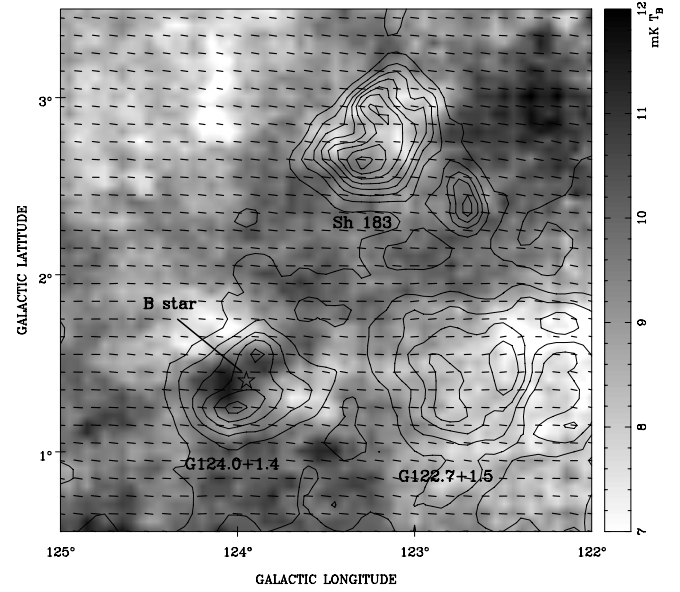 12
mK T_B
11
3°
10
Sh 183
2°
9
B star
8
G124.0+1.4
1°
G122.7+1.5
7
125°
124°
123°
122°
GALACTIC LATITUDE
GALACTIC LONGITUDE